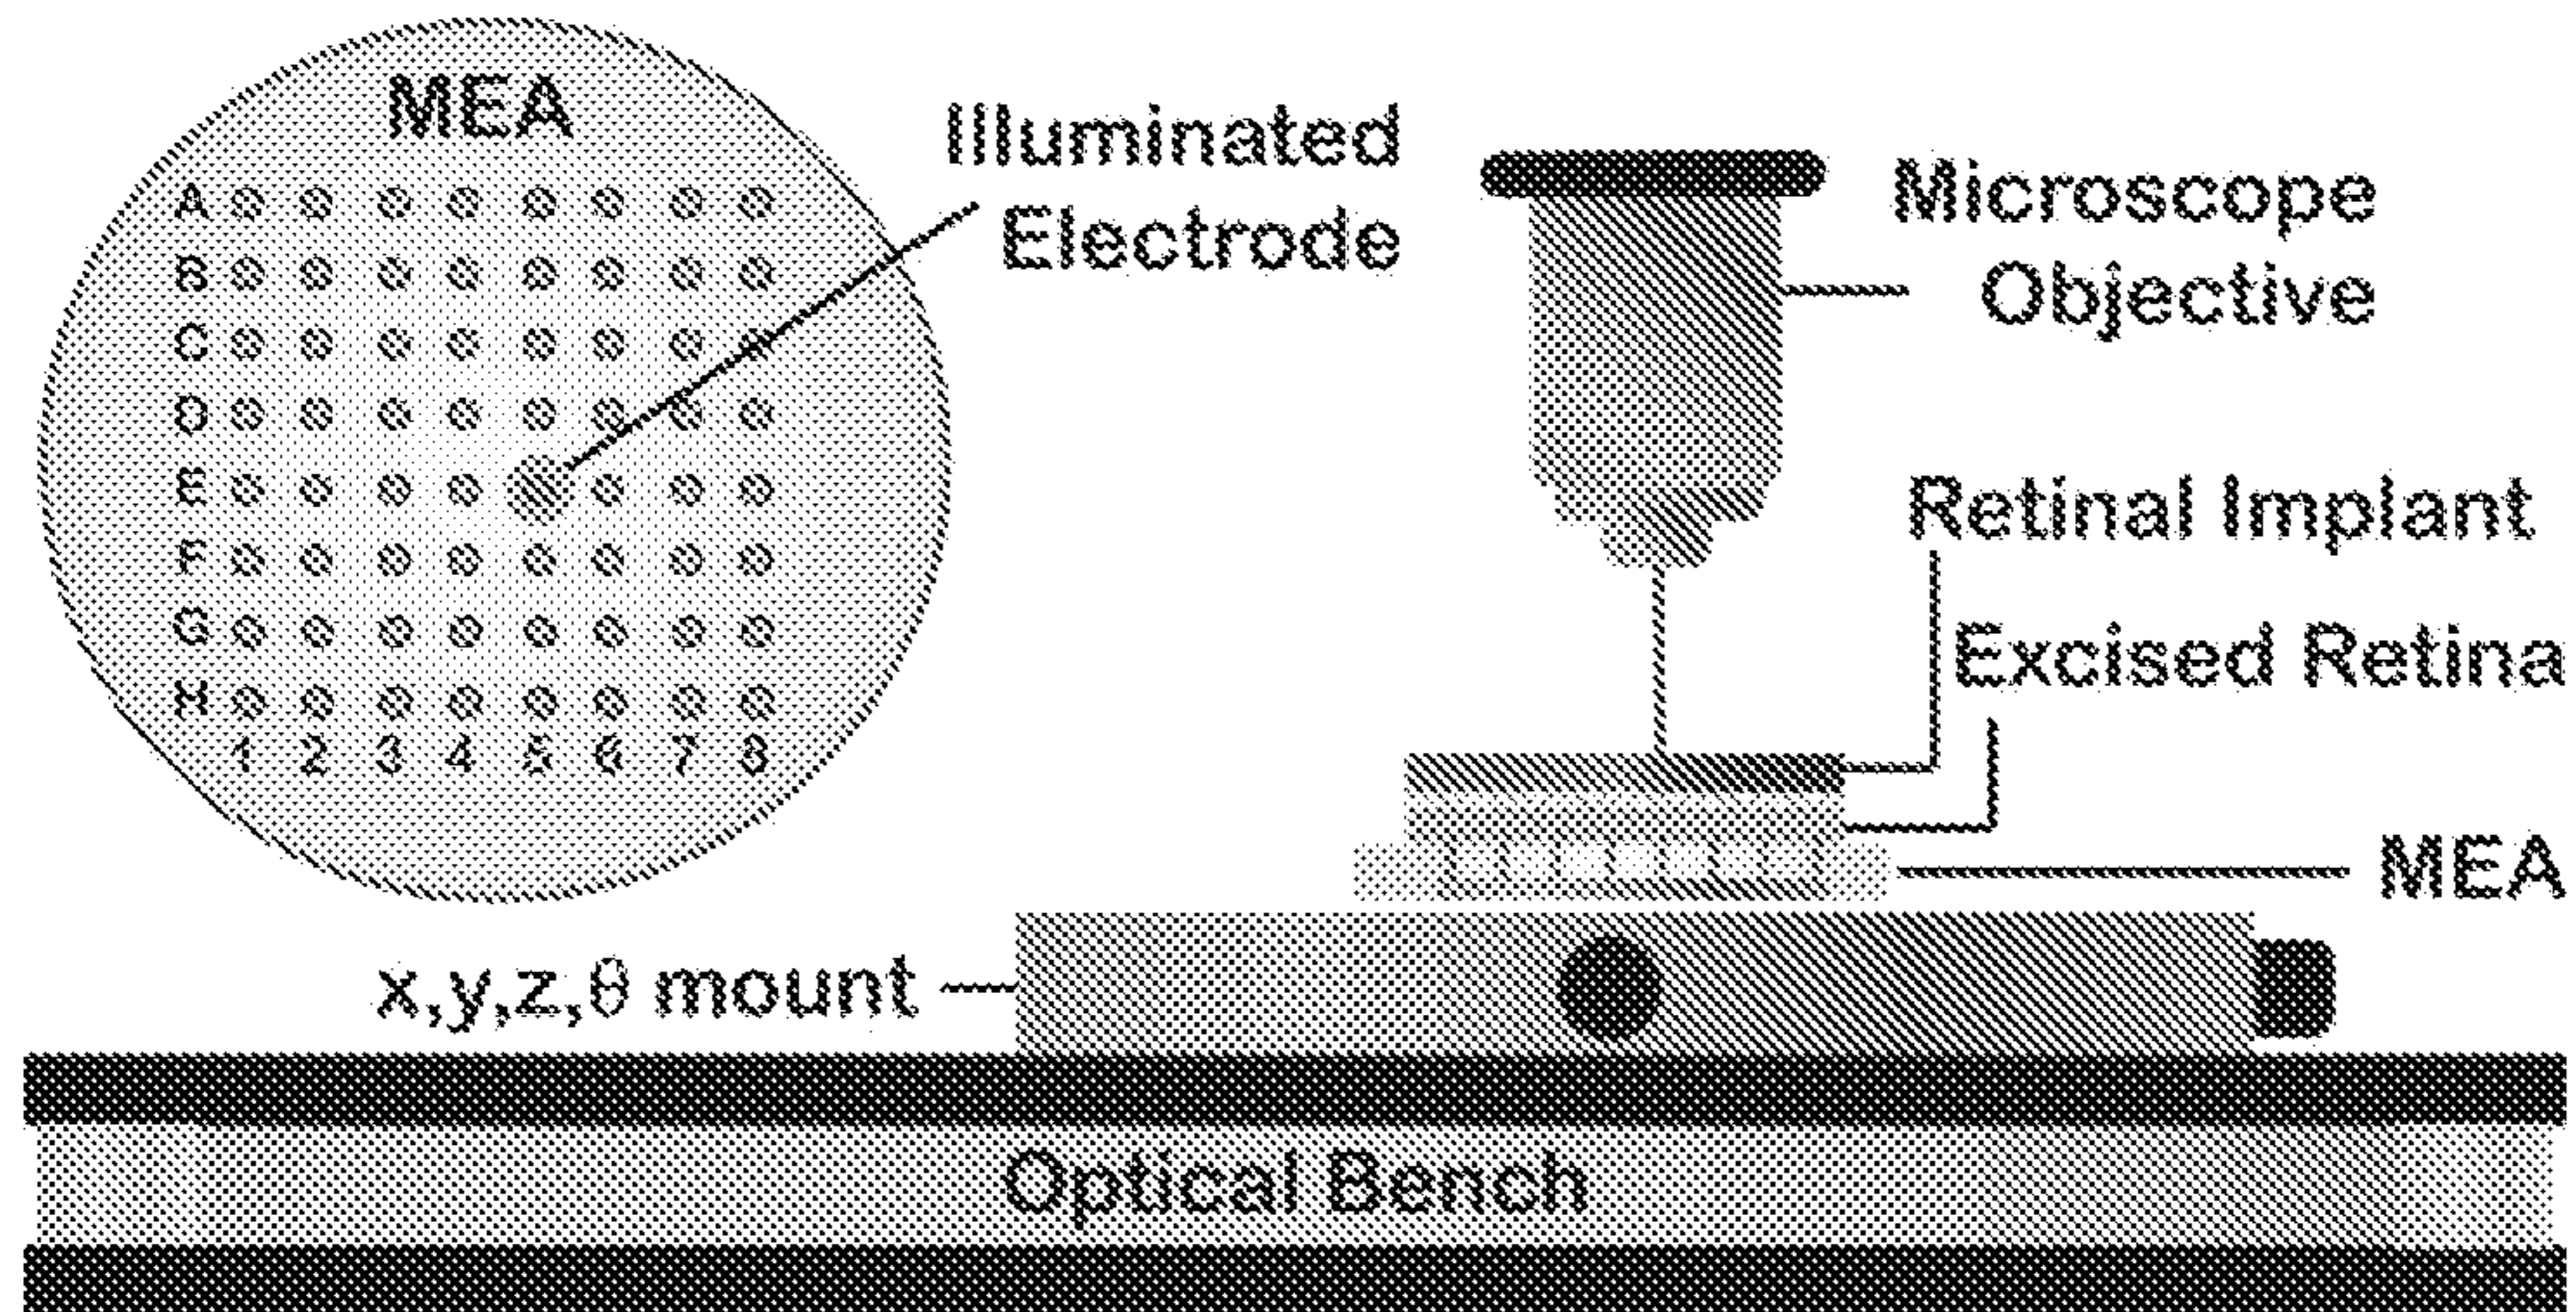 MEA
A
B
C
D
E
F
G
H
1 2 3 4 5 6 7 8
Illuminated
Electrode
Microscope
Objective
Retinal Implant
Excised Retina
MEA
x,y,z,θ mount
Optical Bench